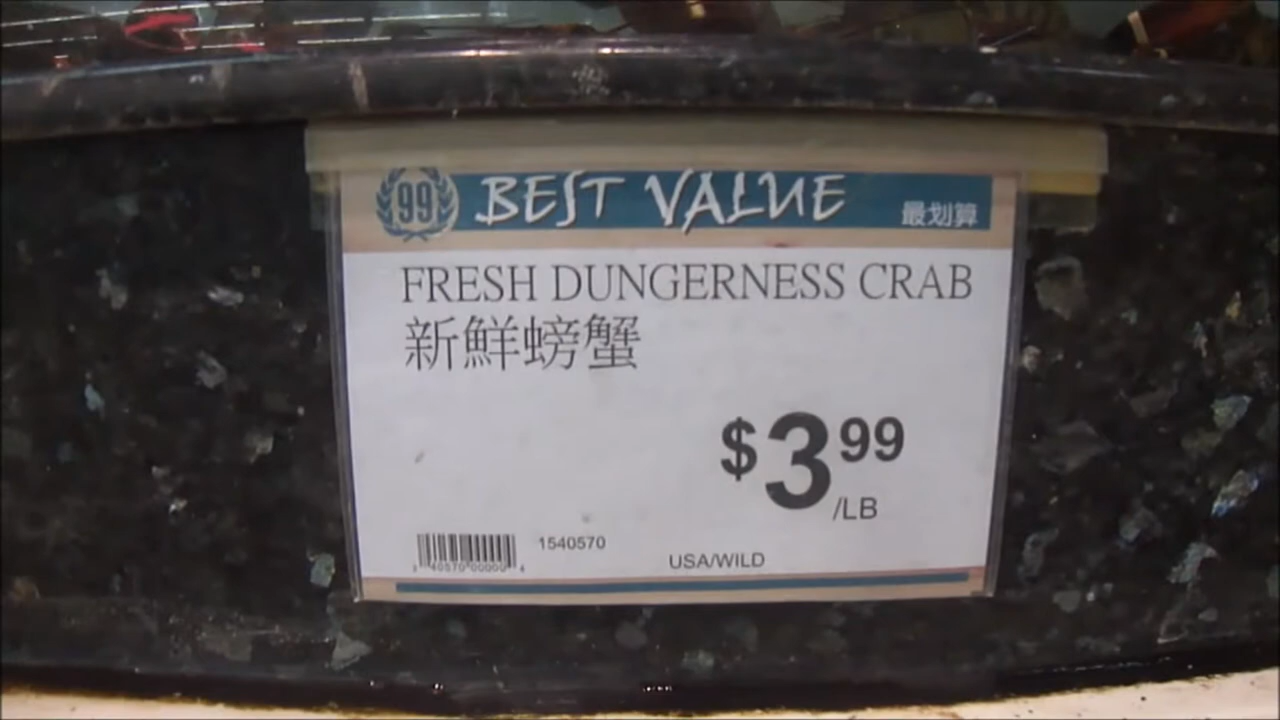 99 BEST VALUE 最划算
FRESH DUNGERNESS CRAB
新鮮螃蟹
$3.99
/LB
1540570
USA/WILD